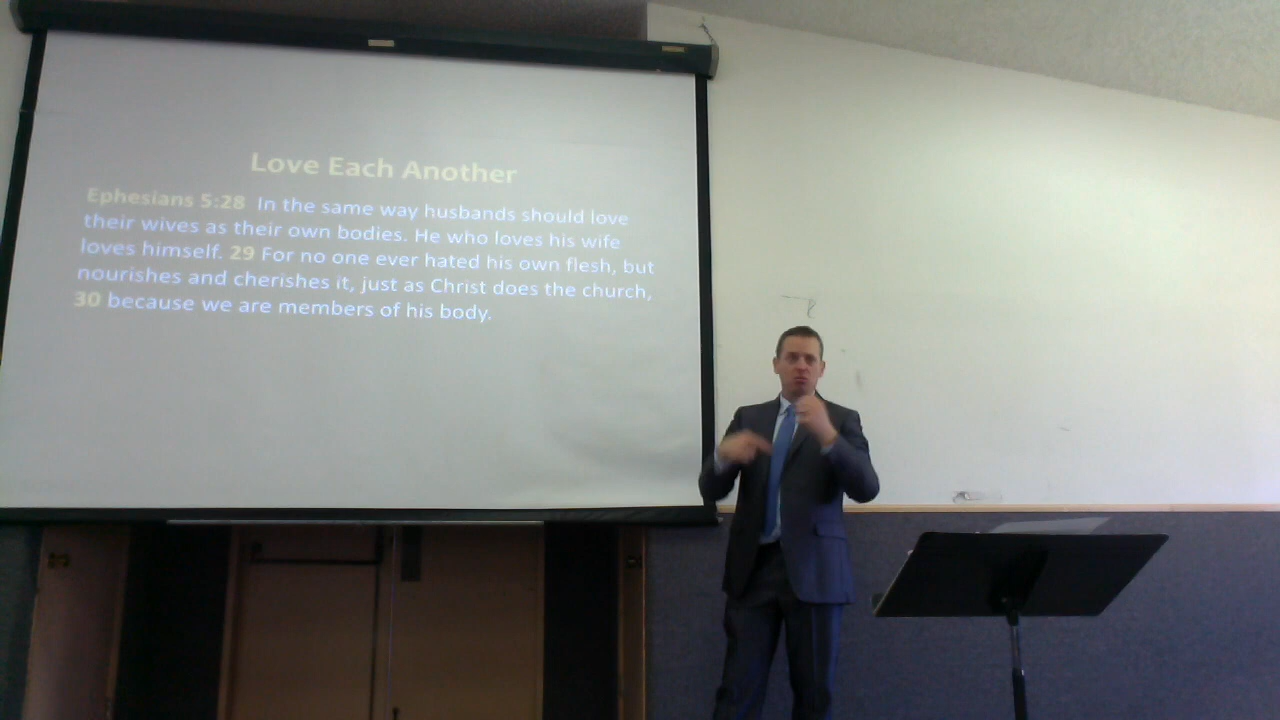 Love Each Another
Ephesians 5:28 In the same way husbands should love
their wives as their own bodies. He who loves his wife
loves himself. 29 For no one ever hated his own flesh, but
nourishes and cherishes it, just as Christ does the church,
30 because we are members of his body.